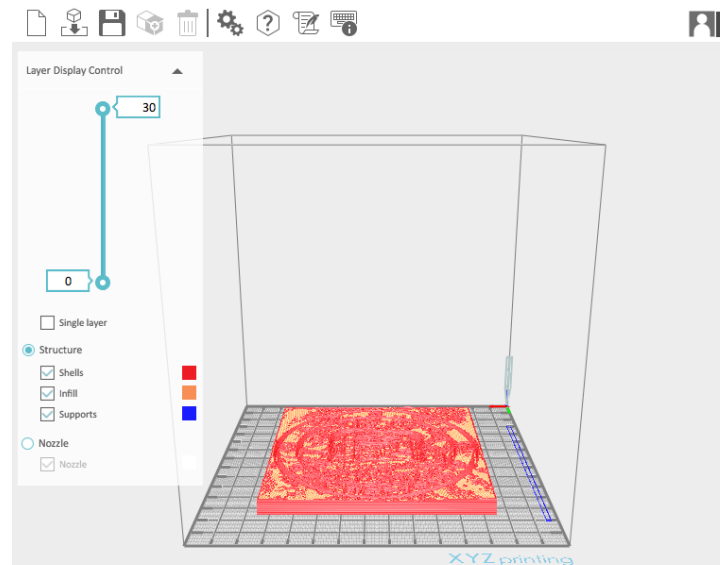 Layer Display Control
30
0
Single layer
Structure
Shells
Infill
Supports
Nozzle
Nozzle
XYZprinting